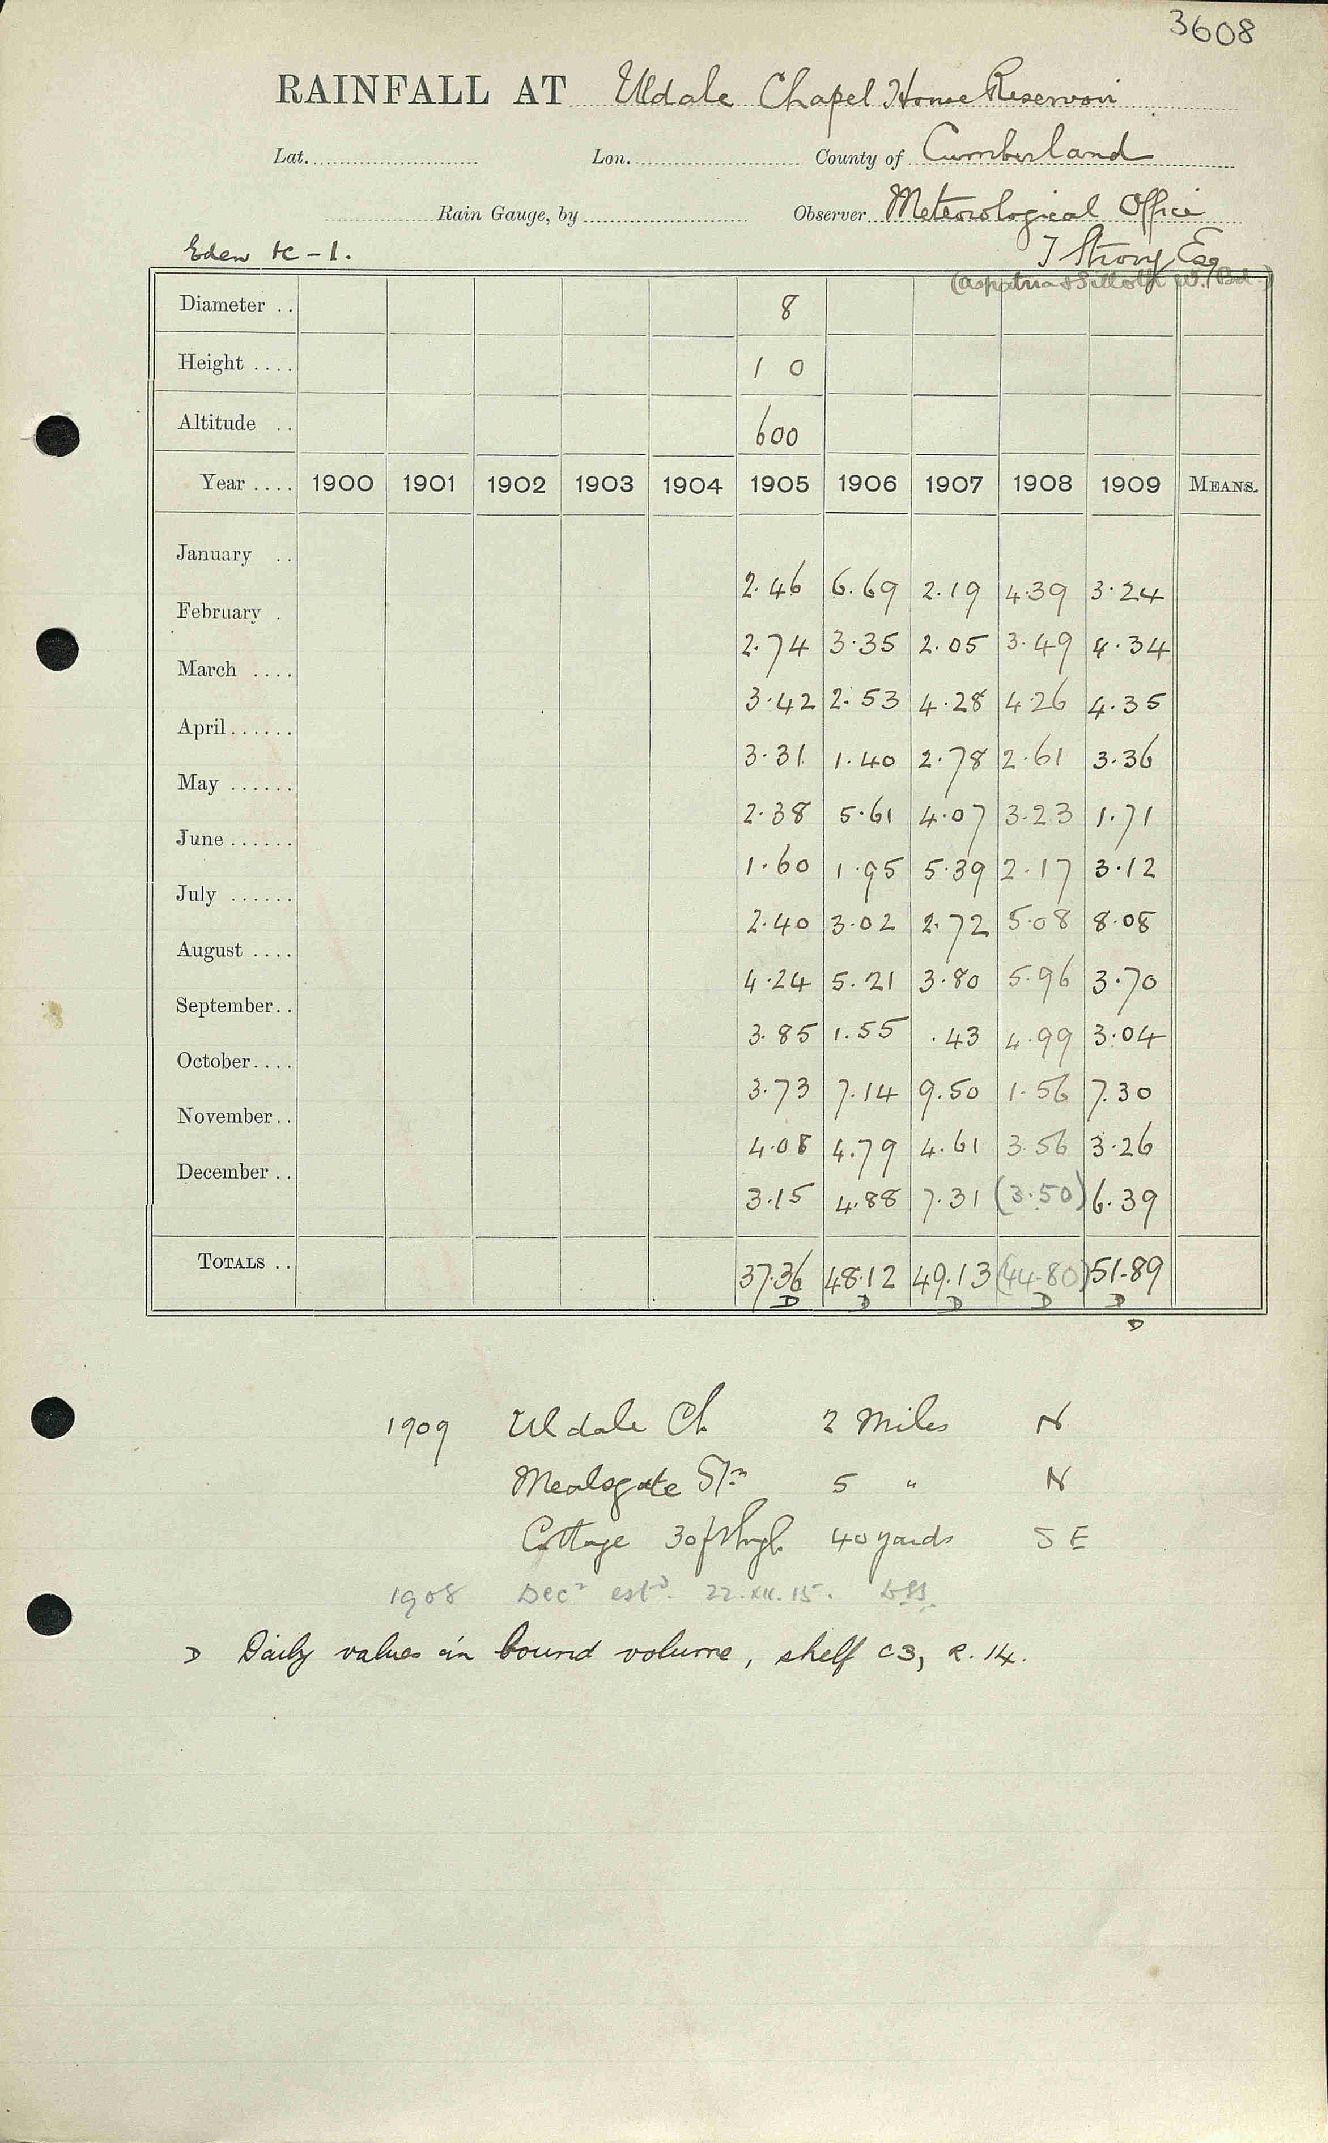 3608
RAINFALL AT Uldale Chapel House Reservoir
Lat. Lon. County of Cumberland
Rain Gauge, by Observer Meteorological Office
Eden K-1. T Strong Esq
(Aspatria & Silloth W. Bd.)
Diameter .. 8
Height .... 1 0
Altitude .. 600
Year .... 1900 1901 1902 1903 1904 1905 1906 1907 1908 1909 MEANS.
January .. 2.46 6.69 2.19 4.39 3.24
February . 2.74 3.35 2.05 3.49 4.34
March .... 3.42 2.53 4.28 4.26 4.35
April ...... 3.31 1.40 2.78 2.61 3.36
May ...... 2.38 5.61 4.07 3.23 1.71
June ...... 1.60 1.95 5.39 2.17 3.12
July ...... 2.40 3.02 2.72 5.08 8.08
August .... 4.24 5.21 3.80 5.96 3.70
September .. 3.85 1.55 .43 4.99 3.04
October .... 3.73 7.14 9.50 1.56 7.30
November .. 4.08 4.79 4.61 3.56 3.26
December .. 3.15 4.88 7.31 (3.50) 6.39
TOTALS .. 37.36 48.12 49.13 (44.80) 51.89
D D D D D
D
1909 Uldale Ch 2 Miles N
Mealsgate Stn 5 " N
Cottage 30 ft high 40 yards S E
1908 Decr estd. 22.XII.15.
D Daily values in bound volume, shelf C3, R.14.